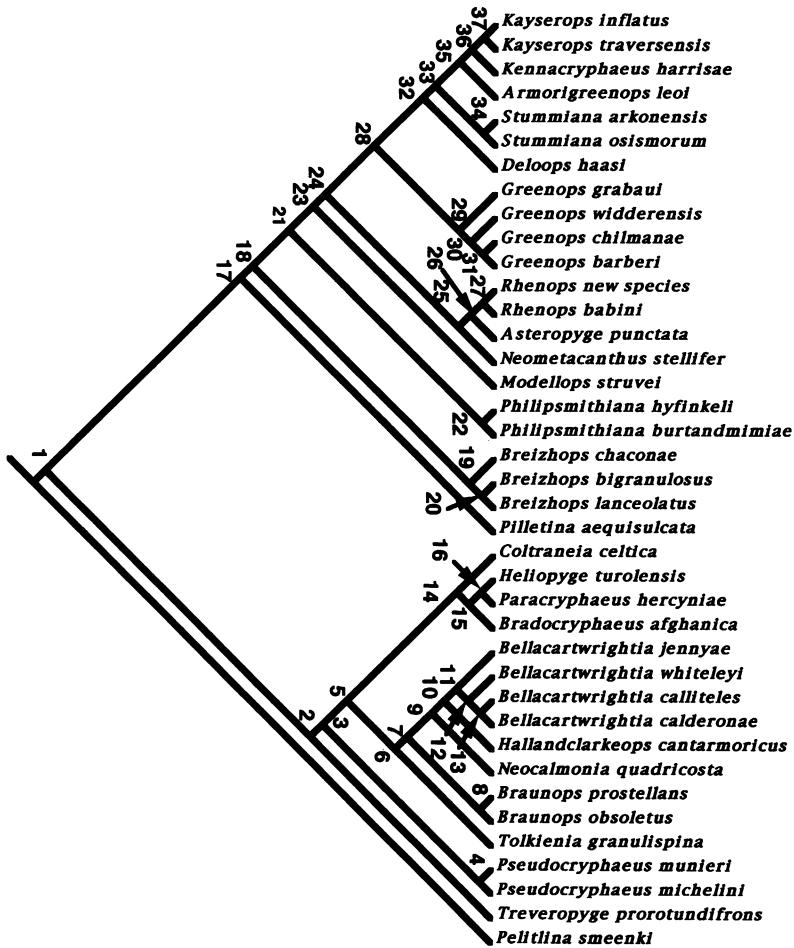 37
Kayserops inflatus
36
Kayserops traversensis
35
Kennacryphaeus harrisae
33
Armorigreenops leoi
32
34
Stummiana arkonensis
28
Stummiana osismorum
Deloops haasi
24
Greenops grabaui
23
29
Greenops widderensis
21
30
Greenops chilmanae
18
31
Greenops barberi
17
26
27
Rhenops new species
25
Rhenops babini
Asteropyge punctata
Neometacanthus stellifer
Modellops struvei
Philipsmithiana hyfinkeli
22
Philipsmithiana burtandmimiae
1
19
Breizhops chaconae
Breizhops bigranulosus
20
Breizhops lanceolatus
Pilletina aequisulcata
16
Coltraneia celtica
Heliopyge turolensis
14
Paracryphaeus hercyniae
15
Bradocryphaeus afghanica
Bellacartwrightia jennyae
11
Bellacartwrightia whiteleyi
5
10
Bellacartwrightia calliteles
2
3
9
Bellacartwrightia calderonae
7
12
Hallandclarkeops cantarmoricus
6
13
Neocalmonia quadricosta
8
Braunops prostellans
Braunops obsoletus
Tolkienia granulispina
4
Pseudocryphaeus munieri
Pseudocryphaeus michelini
Treveropyge prorotundifrons
Pelitlina smeenki